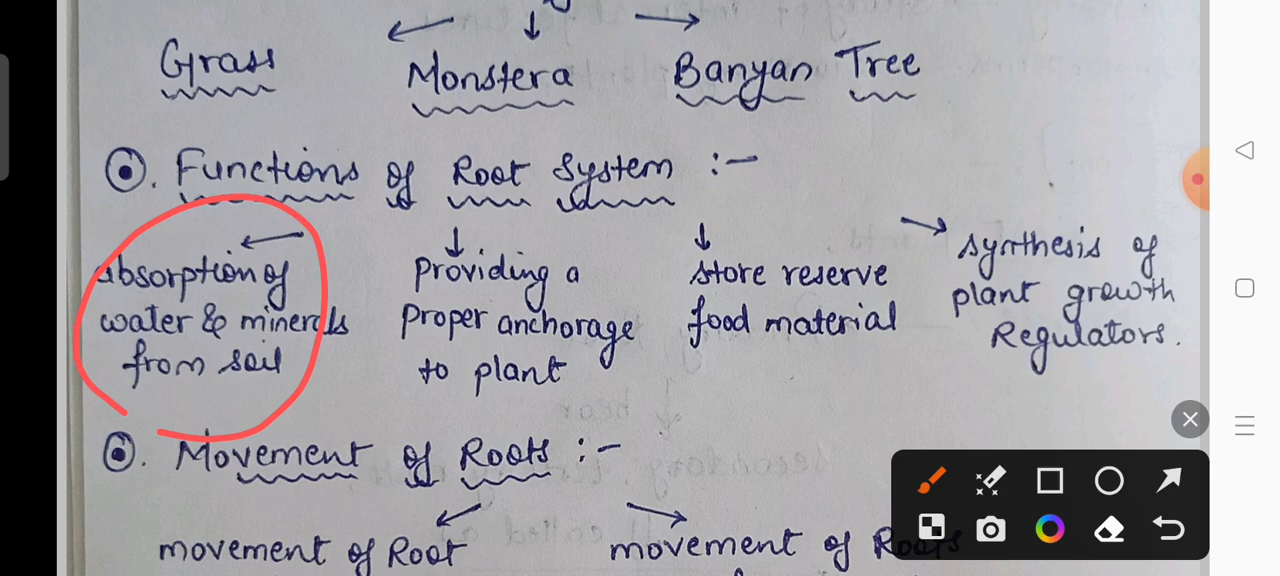 Grass Monstera Banyan Tree
Functions of Root System :-
absorption of
water & minerals
from soil
Providing a
Proper anchorage
to plant
store reserve
food material
synthesis of
plant growth
Regulators.
Movement of Roots :-
movement of Root
movement of Roots